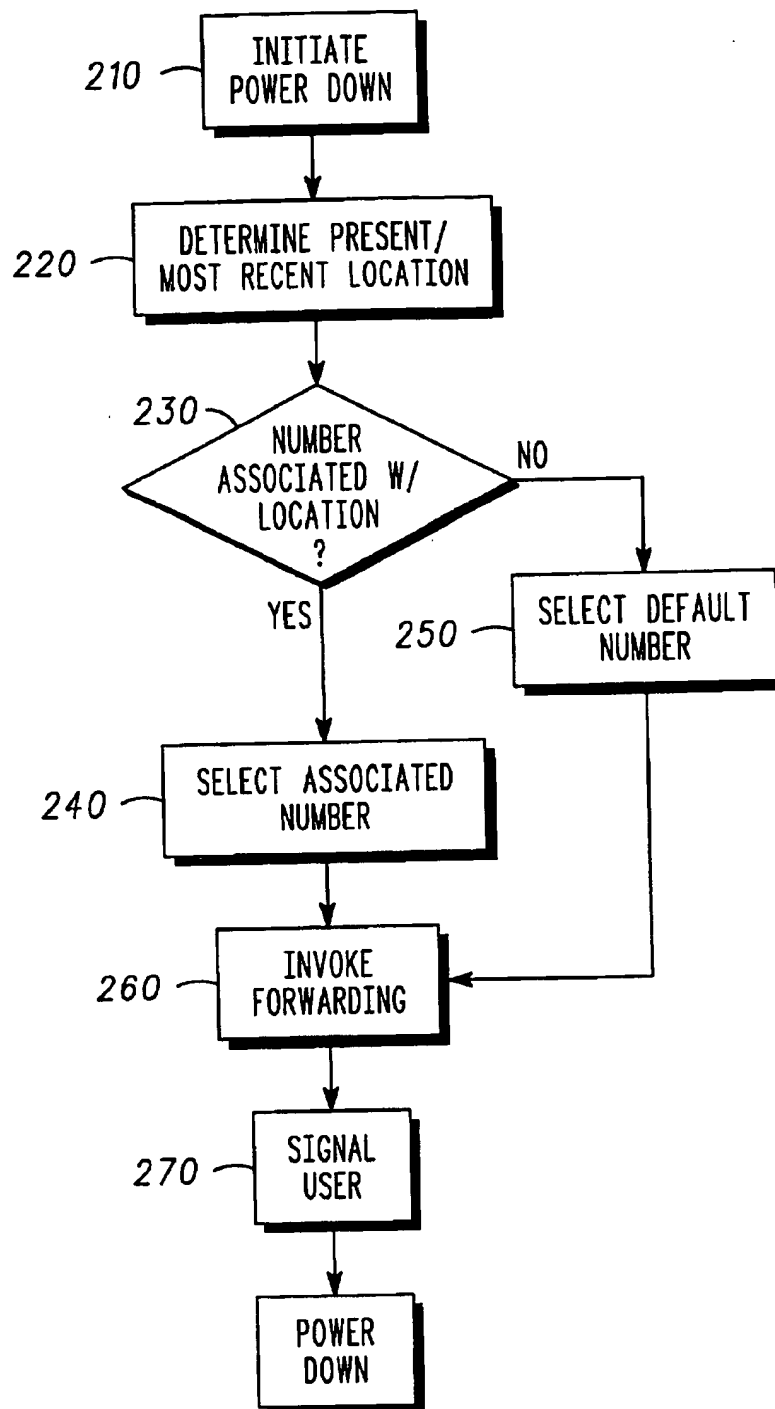 210
INITIATE
POWER DOWN
220
DETERMINE PRESENT/
MOST RECENT LOCATION
230
NUMBER
ASSOCIATED W/
LOCATION
?
NO
YES
250
SELECT DEFAULT
NUMBER
240
SELECT ASSOCIATED
NUMBER
260
INVOKE
FORWARDING
270
SIGNAL
USER
POWER
DOWN